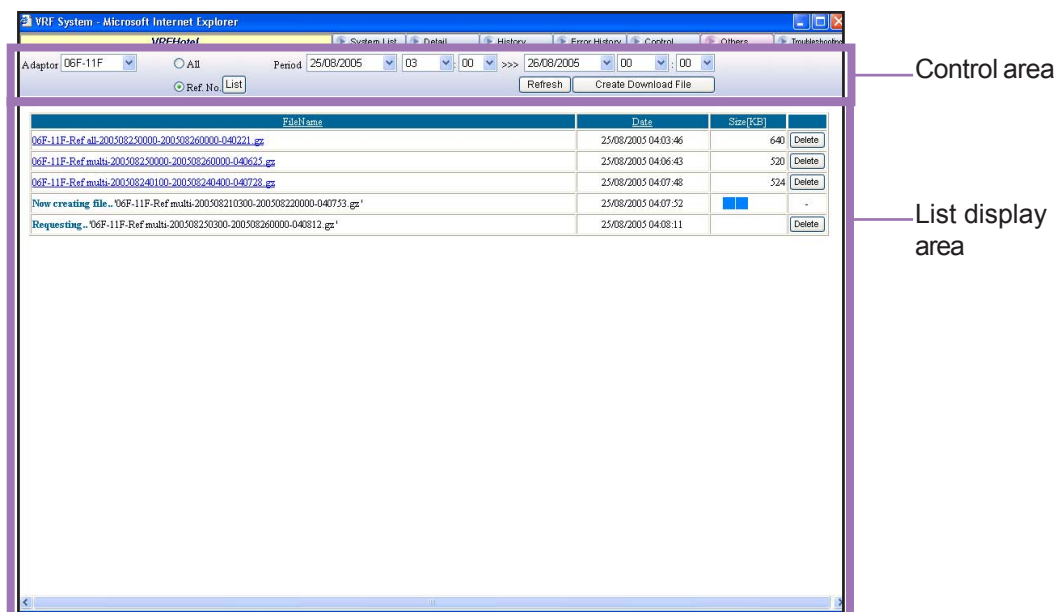 VRF System - Microsoft Internet Explorer
VRFHotel System List Detail History Error History Control Others Troubleshooting
Adaptor 06F-11F All Period 25/08/2005 03 : 00 >>> 26/08/2005 00 : 00
Ref. No. List Refresh Create Download File
Control area
FileName Date Size[KB]
06F-11F-Ref all-200508250000-200508260000-040221.gz 25/08/2005 04:03:46 640 Delete
06F-11F-Ref multi-200508250000-200508260000-040625.gz 25/08/2005 04:06:43 520 Delete
06F-11F-Ref multi-200508240100-200508240400-040728.gz 25/08/2005 04:07:48 524 Delete
Now creating file.. '06F-11F-Ref multi-200508210300-200508220000-040753.gz' 25/08/2005 04:07:52 -
Requesting.. '06F-11F-Ref multi-200508250300-200508260000-040812.gz' 25/08/2005 04:08:11 Delete
List display
area